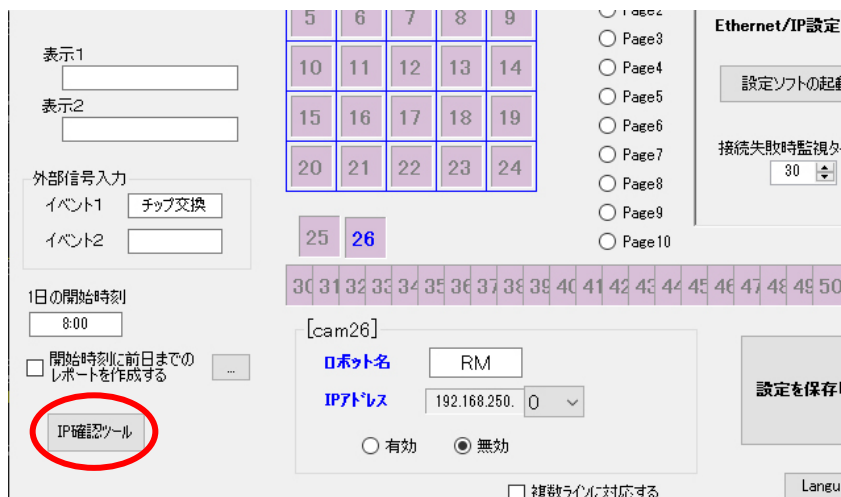 表示1
表示2
外部信号入力
イベント1 チップ交換
イベント2
1日の開始時刻
8:00
開始時刻に前日までの
レポートを作成する ...
IP確認ツール
5 6 7 8 9
10 11 12 13 14
15 16 17 18 19
20 21 22 23 24
25 26
30 31 32 33 34 35 36 37 38 39 40 41 42 43 44 45 46 47 48 49 50
Page2
Page3
Page4
Page5
Page6
Page7
Page8
Page9
Page10
Ethernet/IP設定
設定ソフトの起動
接続失敗時監視タ
30
[cam26]
ロボット名 RM
IPアドレス 192.168.250. 0
有効 無効
複数ラインに対応する
設定を保存し
Langu